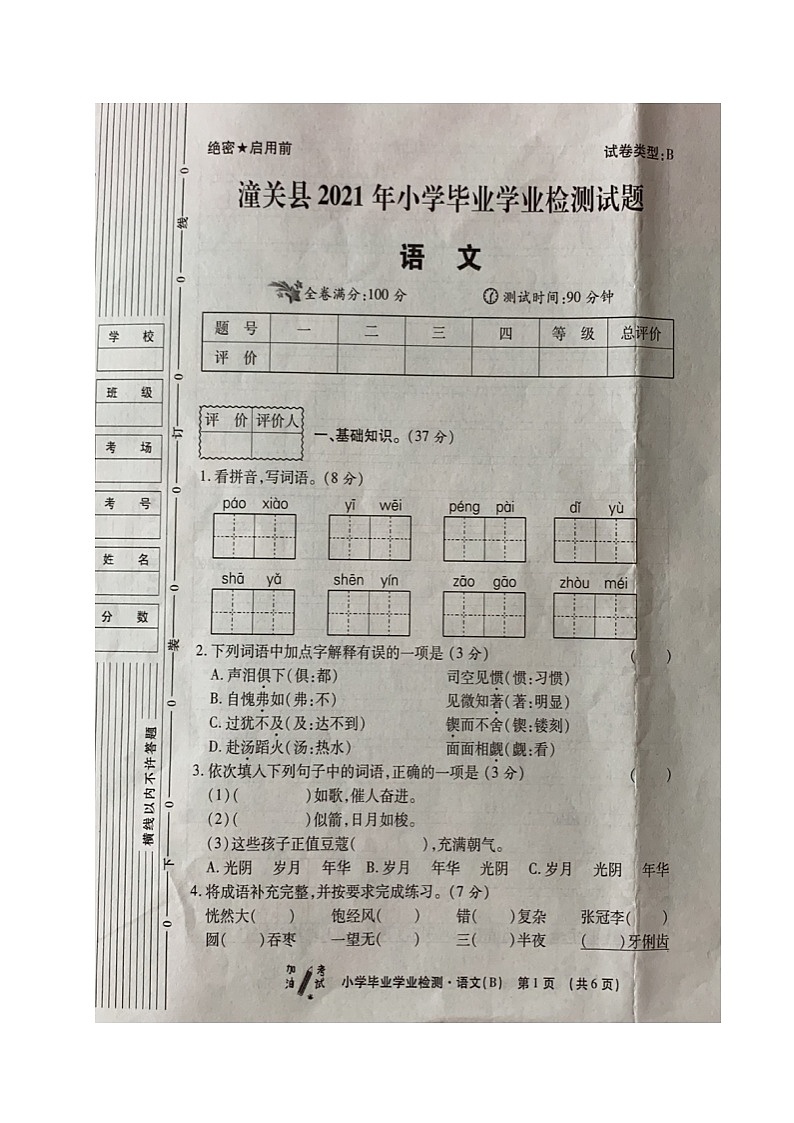 绝密★启用前
试卷类型:B
潼关县2021年小学毕业学业检测试题
语 文
全卷满分:100分
测试时间:90分钟
题 号 一 二 三 四 等 级 总评价
评 价
评 价 评价人
一、基础知识。(37分)
1.看拼音,写词语。(8分)
páo xiào yī wēi péng pài dǐ yù
shā yǎ shēn yín zāo gāo zhòu méi
2.下列词语中加点字解释有误的一项是(3分) ( )
A.声泪俱下(俱:都) 司空见惯(惯:习惯)
B.自愧弗如(弗:不) 见微知著(著:明显)
C.过犹不及(及:达不到) 锲而不舍(锲:镂刻)
D.赴汤蹈火(汤:热水) 面面相觑(觑:看)
3.依次填入下列句子中的词语,正确的一项是(3分) ( )
(1)( )如歌,催人奋进。
(2)( )似箭,日月如梭。
(3)这些孩子正值豆蔻( ),充满朝气。
A.光阴 岁月 年华 B.岁月 年华 光阴 C.岁月 光阴 年华
4.将成语补充完整,并按要求完成练习。(7分)
恍然大( ) 饱经风( ) 错( )复杂 张冠李( )
囫( )吞枣 一望无( ) 三( )半夜 ( )牙俐齿
加油 考试 小学毕业学业检测·语文(B) 第1页 (共6页)
学 校
班 级
考 场
考 号
姓 名
分 数
横线以内不许答题
0 线 0 0 订 0 0 装 0 0 下 0